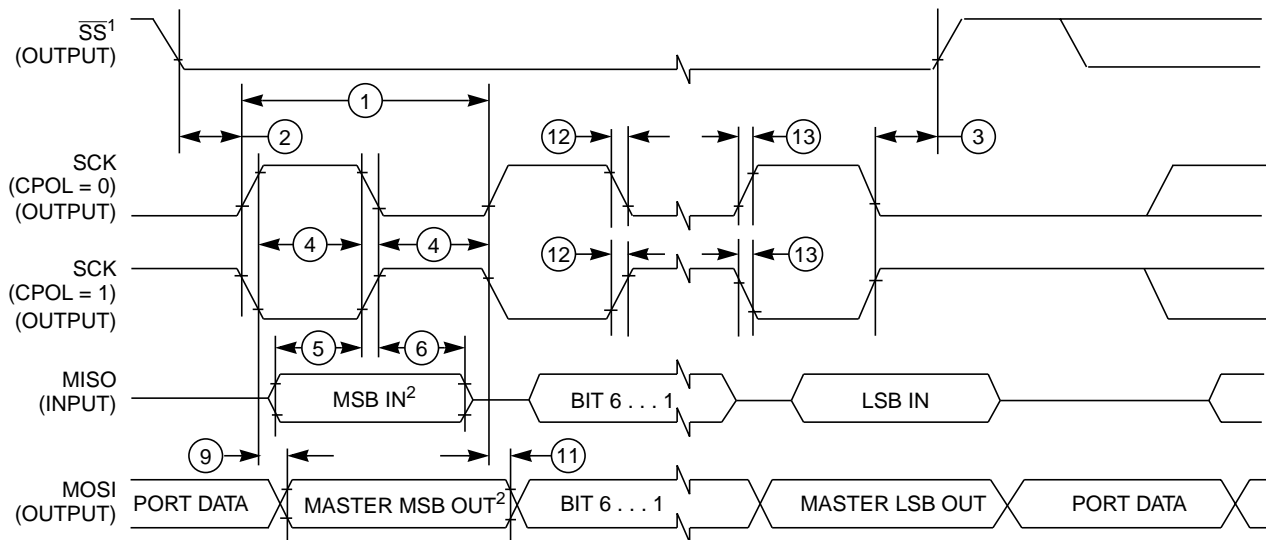 S̅S̅¹
(OUTPUT)
1
2
12
13
3
SCK
(CPOL = 0)
(OUTPUT)
4
4
SCK
(CPOL = 1)
(OUTPUT)
12
13
5
6
MISO
(INPUT)
MSB IN²
BIT 6 . . . 1
LSB IN
9
11
MOSI
(OUTPUT)
PORT DATA
MASTER MSB OUT²
BIT 6 . . . 1
MASTER LSB OUT
PORT DATA